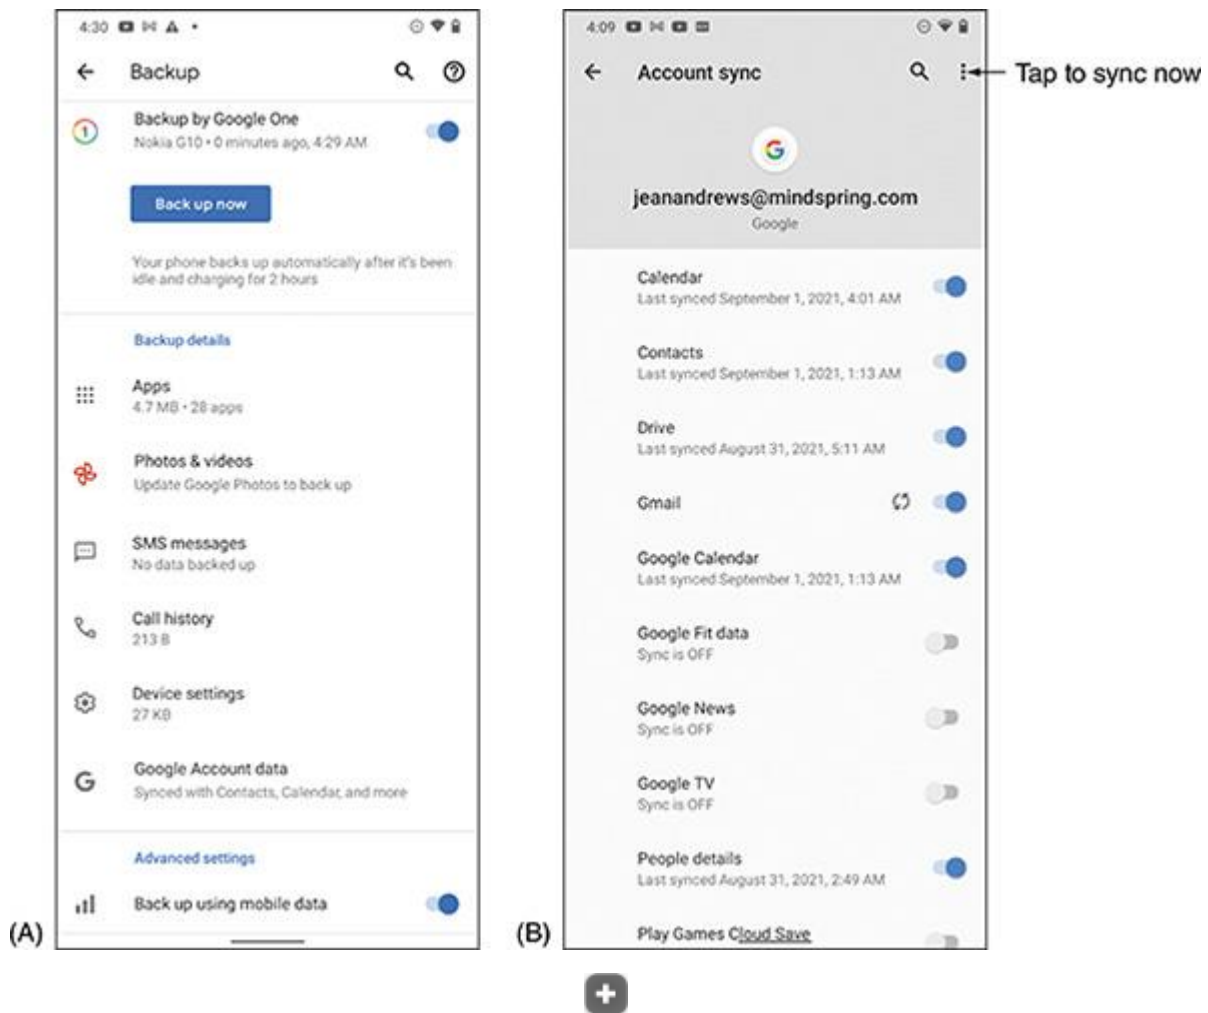 4:30
Backup
Backup by Google One
Nokia G10 • 0 minutes ago, 4:29 AM
Back up now
Your phone backs up automatically after it's been
idle and charging for 2 hours
Backup details
Apps
4.7 MB • 28 apps
Photos & videos
Update Google Photos to back up
SMS messages
No data backed up
Call history
213 B
Device settings
27 KB
Google Account data
Synced with Contacts, Calendar, and more
Advanced settings
Back up using mobile data
(A)
4:09
Account sync
Tap to sync now
jeanandrews@mindspring.com
Google
Calendar
Last synced September 1, 2021, 4:01 AM
Contacts
Last synced September 1, 2021, 1:13 AM
Drive
Last synced August 31, 2021, 5:11 AM
Gmail
Google Calendar
Last synced September 1, 2021, 1:13 AM
Google Fit data
Sync is OFF
Google News
Sync is OFF
Google TV
Sync is OFF
People details
Last synced August 31, 2021, 2:49 AM
Play Games Cloud Save
(B)